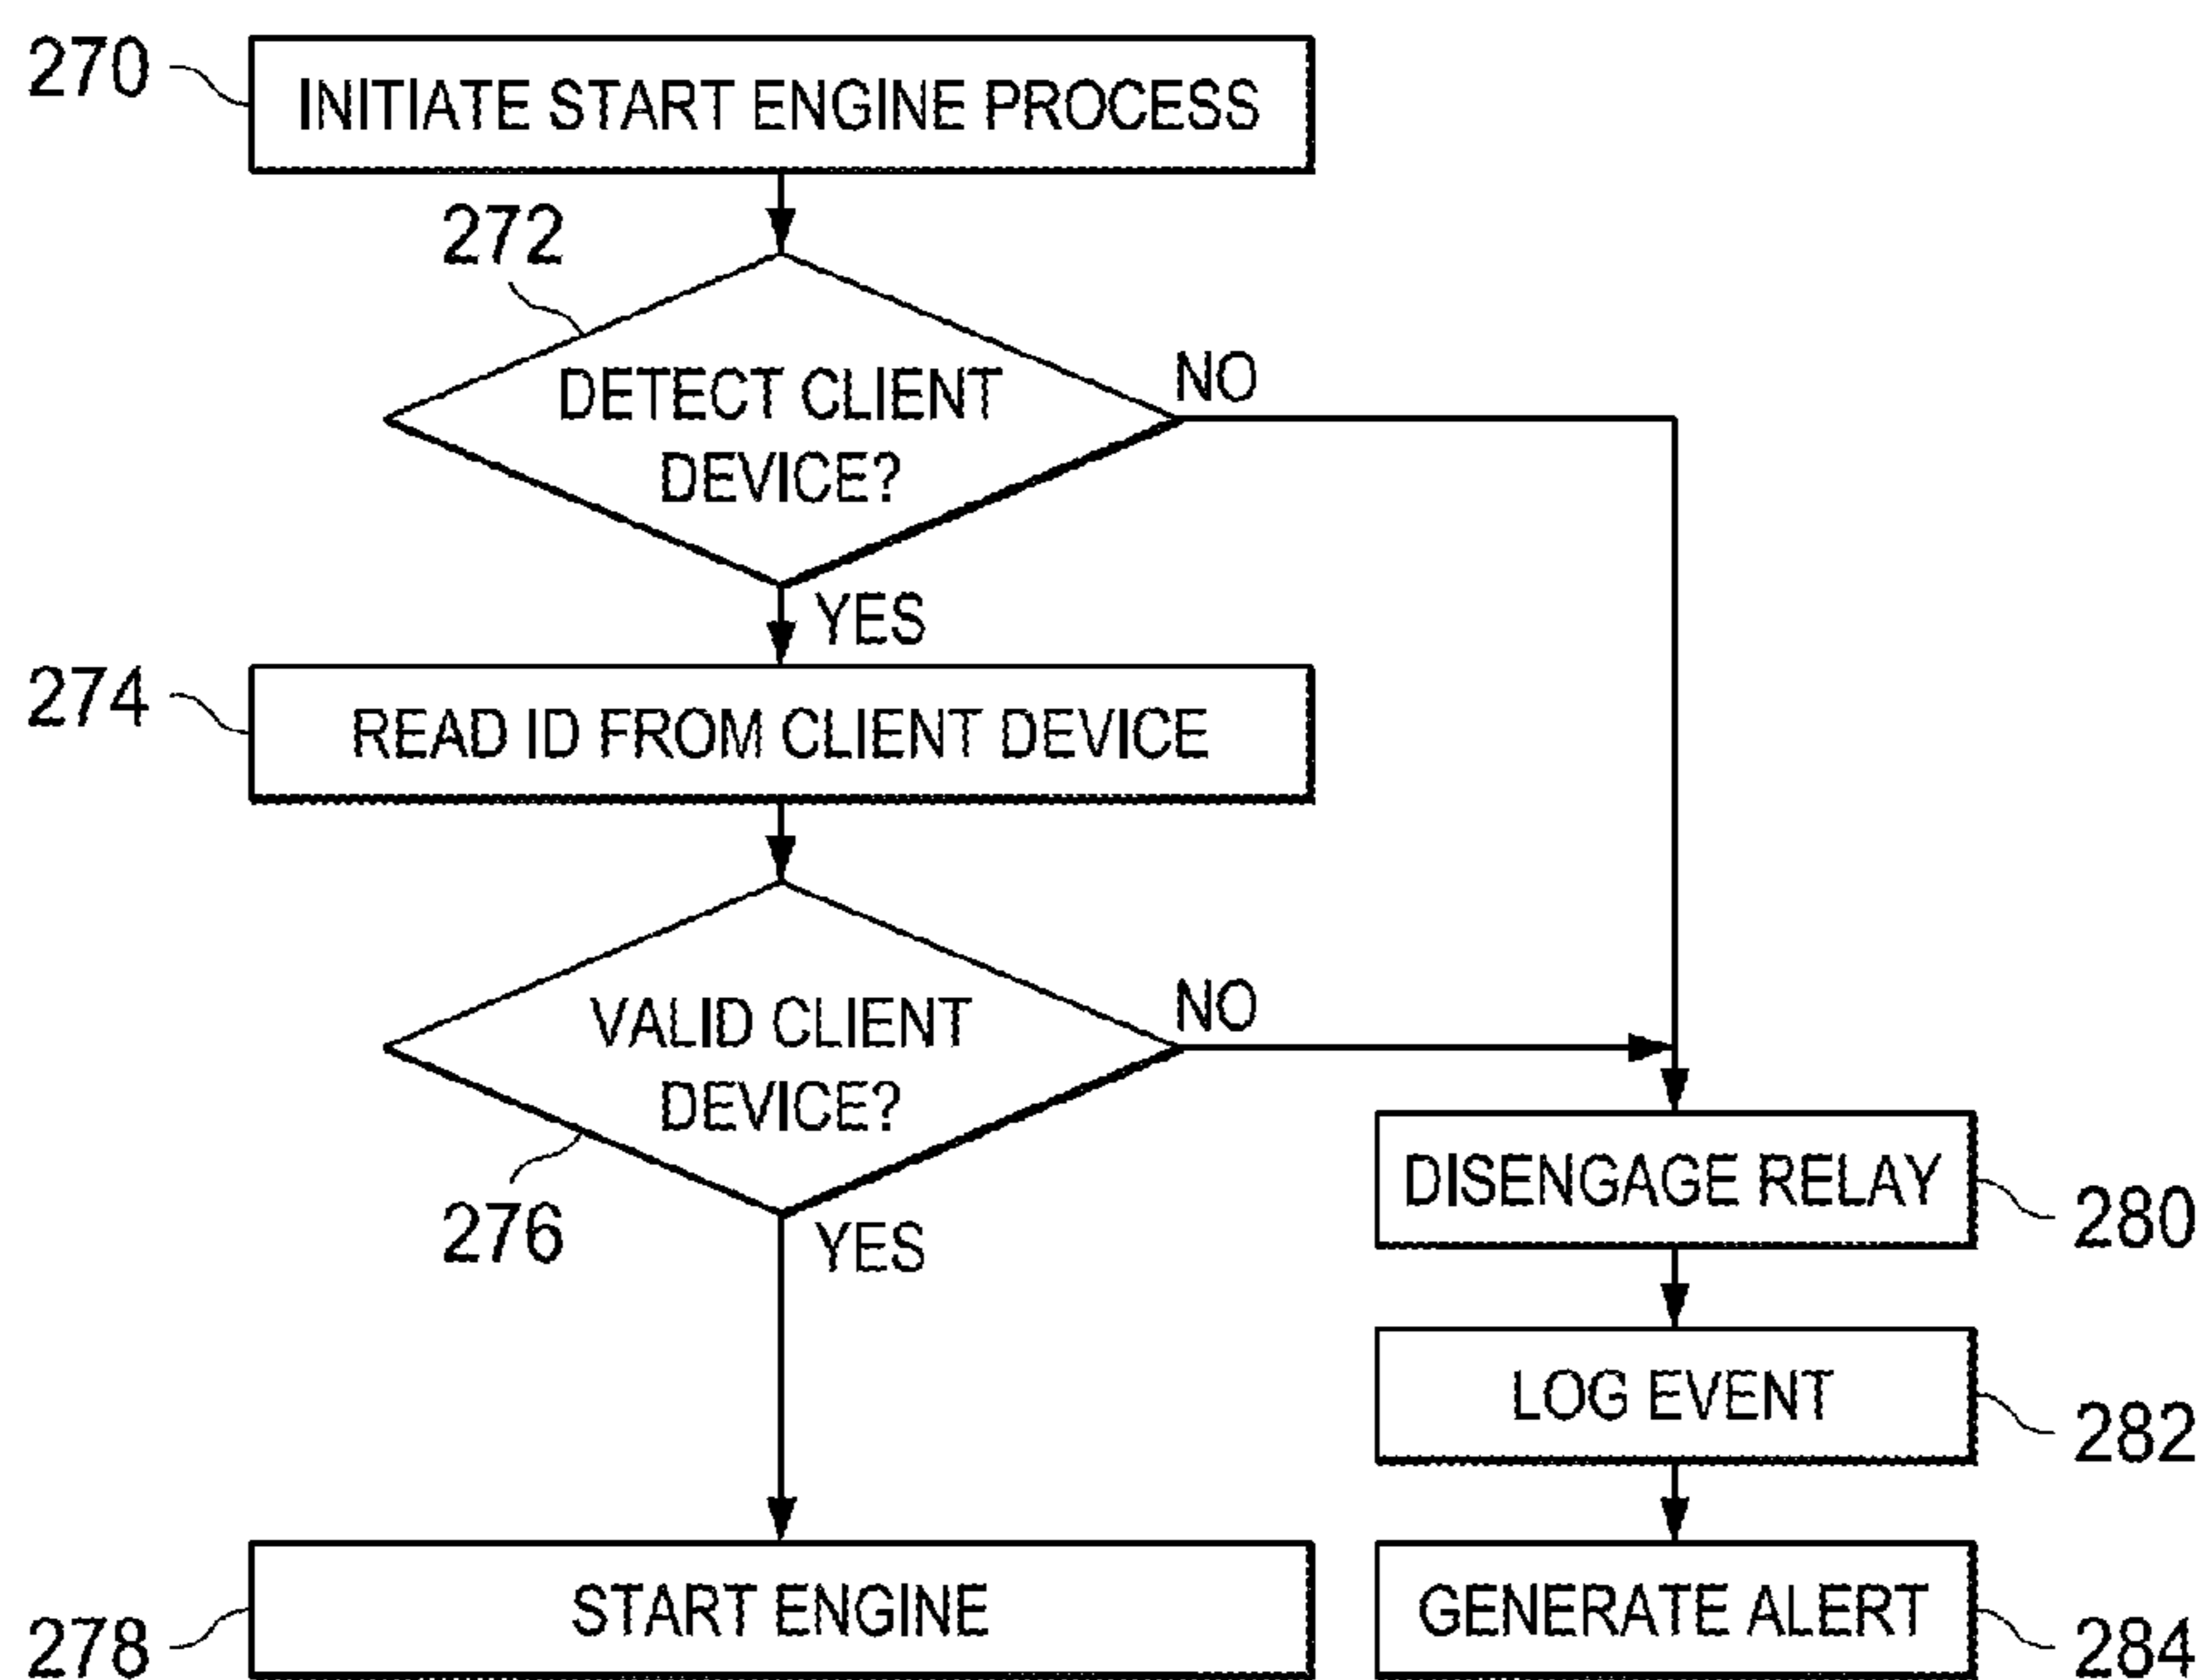 270
INITIATE START ENGINE PROCESS
272
DETECT CLIENT
DEVICE?
NO
YES
274
READ ID FROM CLIENT DEVICE
VALID CLIENT
DEVICE?
NO
276
YES
DISENGAGE RELAY
280
LOG EVENT
282
278
START ENGINE
GENERATE ALERT
284